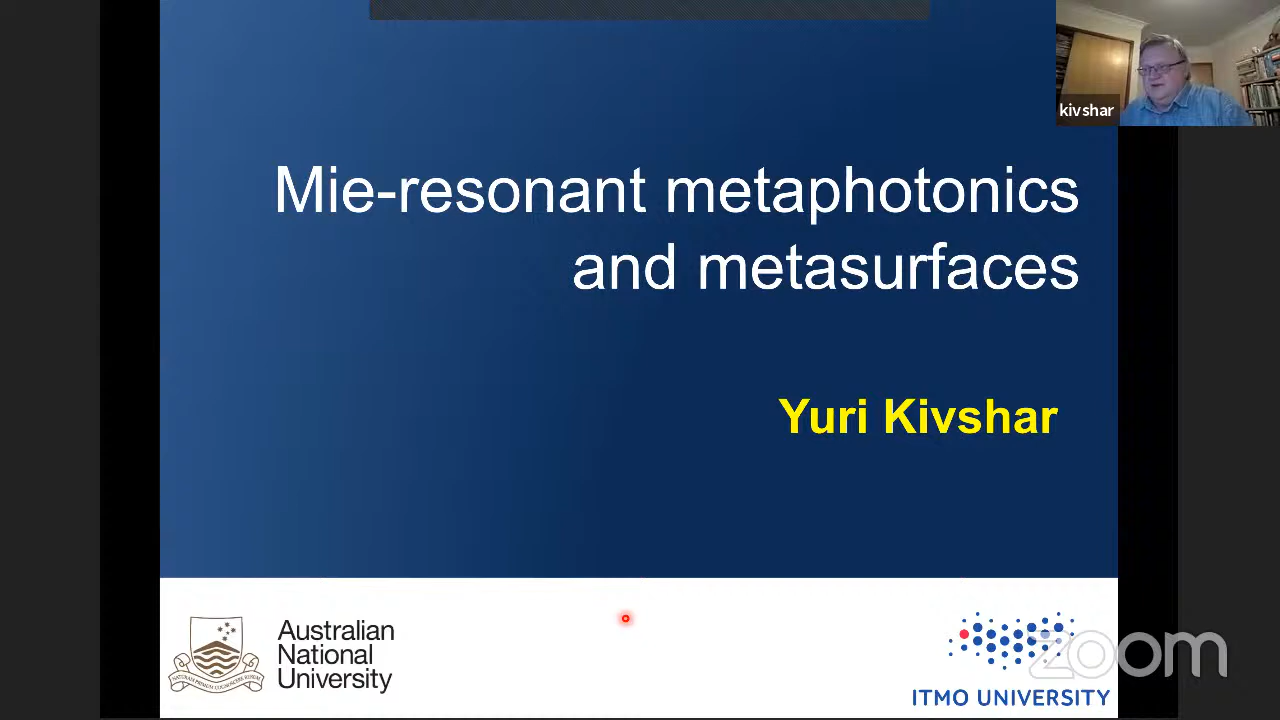 kivshar
Mie-resonant metaphotonics
and metasurfaces
Yuri Kivshar
Australian
National
University
ITMO UNIVERSITY
zoom